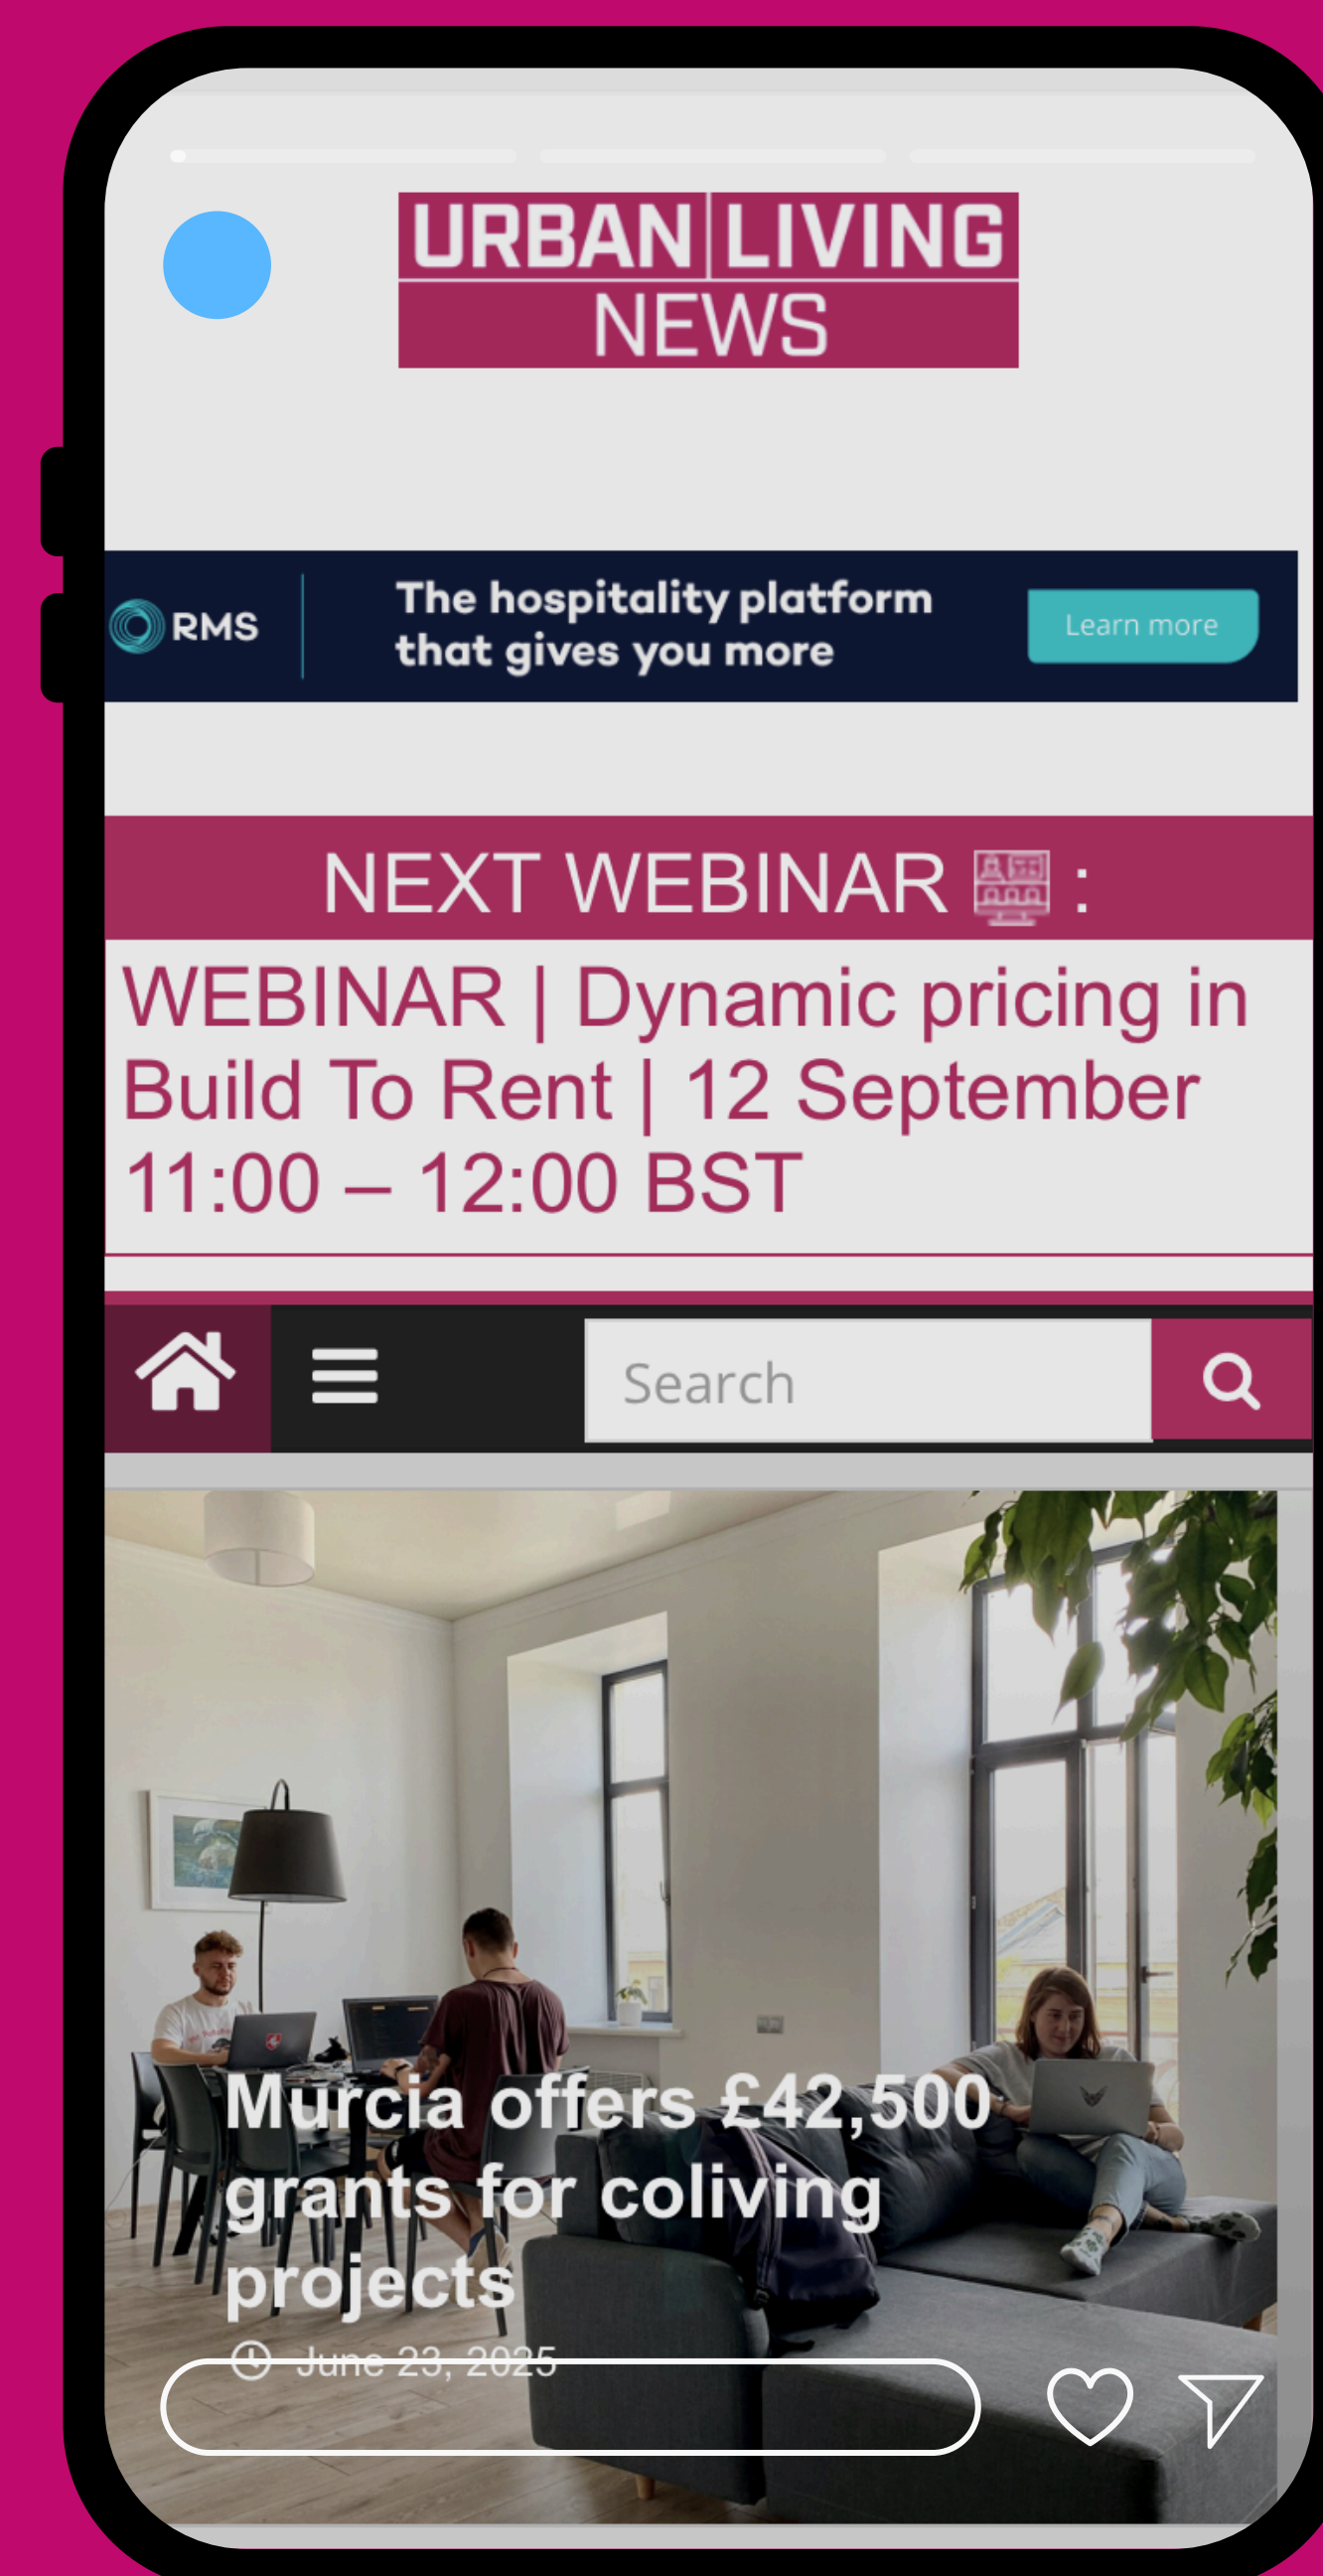 URBAN LIVING
NEWS
RMS
The hospitality platform
that gives you more
Learn more
NEXT WEBINAR :
WEBINAR | Dynamic pricing in
Build To Rent | 12 September
11:00 – 12:00 BST
Search
Murcia offers £42,500
grants for coliving
projects
June 23, 2025